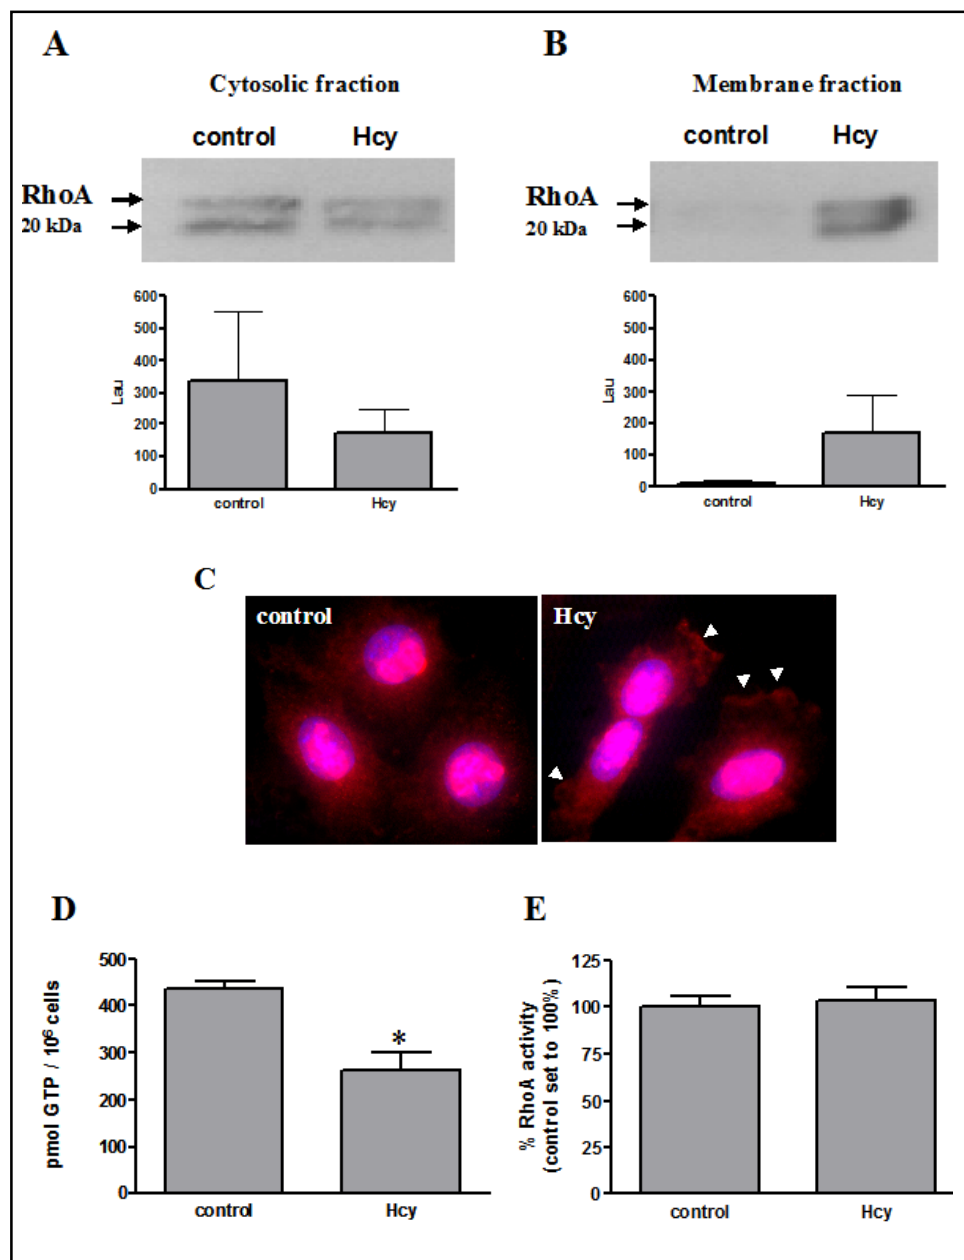 A
B
Cytosolic fraction
Membrane fraction
control Hcy
control Hcy
RhoA
20 kDa
RhoA
20 kDa
600
500
400
300
200
100
0
Lau
control Hcy
600
500
400
300
200
100
0
Lau
control Hcy
C
control
Hcy
D
E
500
400
300
200
100
0
pmol GTP / 10⁶ cells
*
control Hcy
125
100
75
50
25
0
% RhoA activity
(control set to 100%)
control Hcy